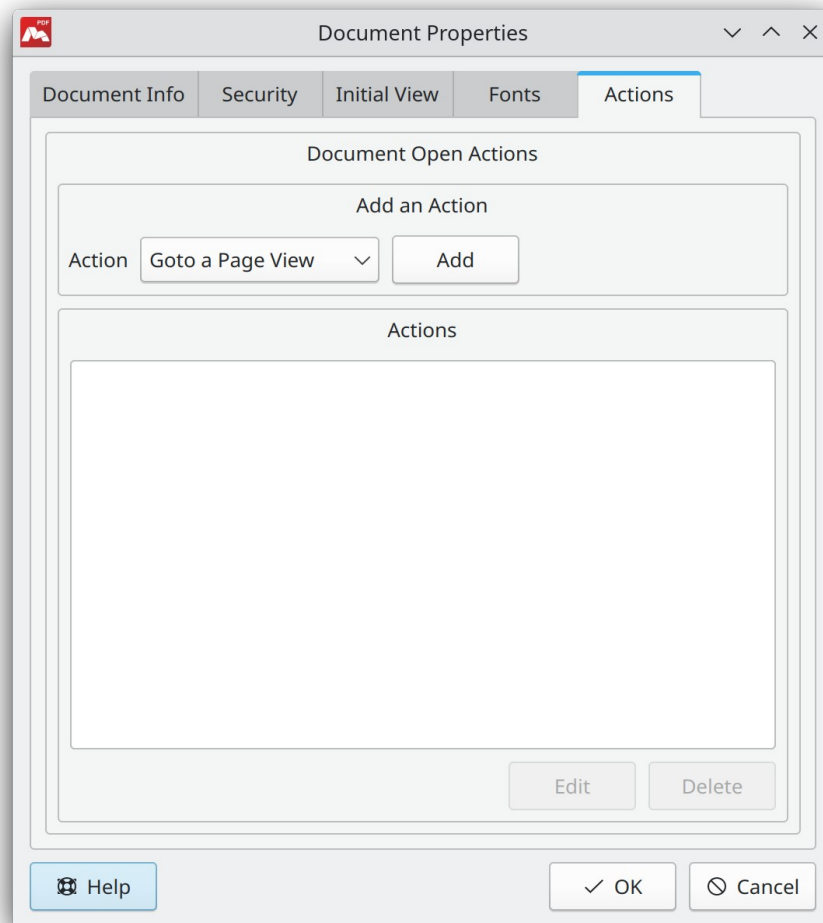 PDF
Document Properties
Document Info Security Initial View Fonts Actions
Document Open Actions
Add an Action
Action Goto a Page View Add
Actions
Edit Delete
Help OK Cancel